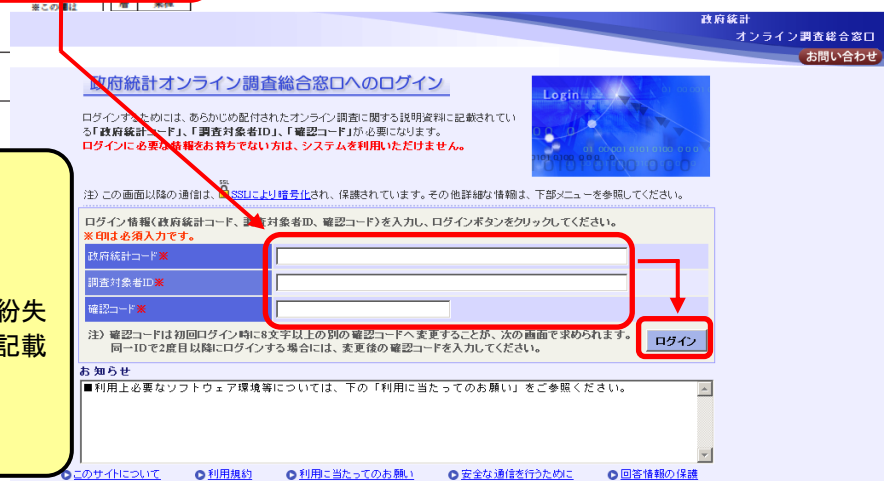 ※この欄は
政府統計
オンライン調査総合窓口
お問い合わせ
政府統計オンライン調査総合窓口へのログイン
Login
ログインするためには、あらかじめ配付されたオンライン調査に関する説明資料に記載されてい
る「政府統計コード」、「調査対象者ID」、「確認コード」が必要になります。
ログインに必要な情報をお持ちでない方は、システムを利用いただけません。
注）この画面以降の通信は、SSLにより暗号化され、保護されています。その他詳細な情報は、下部メニューを参照してください。
ログイン情報（政府統計コード、調査対象者ID、確認コード）を入力し、ログインボタンをクリックしてください。
※印は必須入力です。
政府統計コード※
調査対象者ID※
確認コード※
注）確認コードは初回ログイン時に8文字以上の別の確認コードへ変更することが、次の画面で求められます。
同一IDで2度目以降にログインする場合には、変更後の確認コードを入力してください。
ログイン
紛失
記載
お知らせ
■利用上必要なソフトウェア環境等については、下の「利用に当たってのお願い」をご参照ください。
このサイトについて
利用規約
利用に当たってのお願い
安全な通信を行うために
回答情報の保護